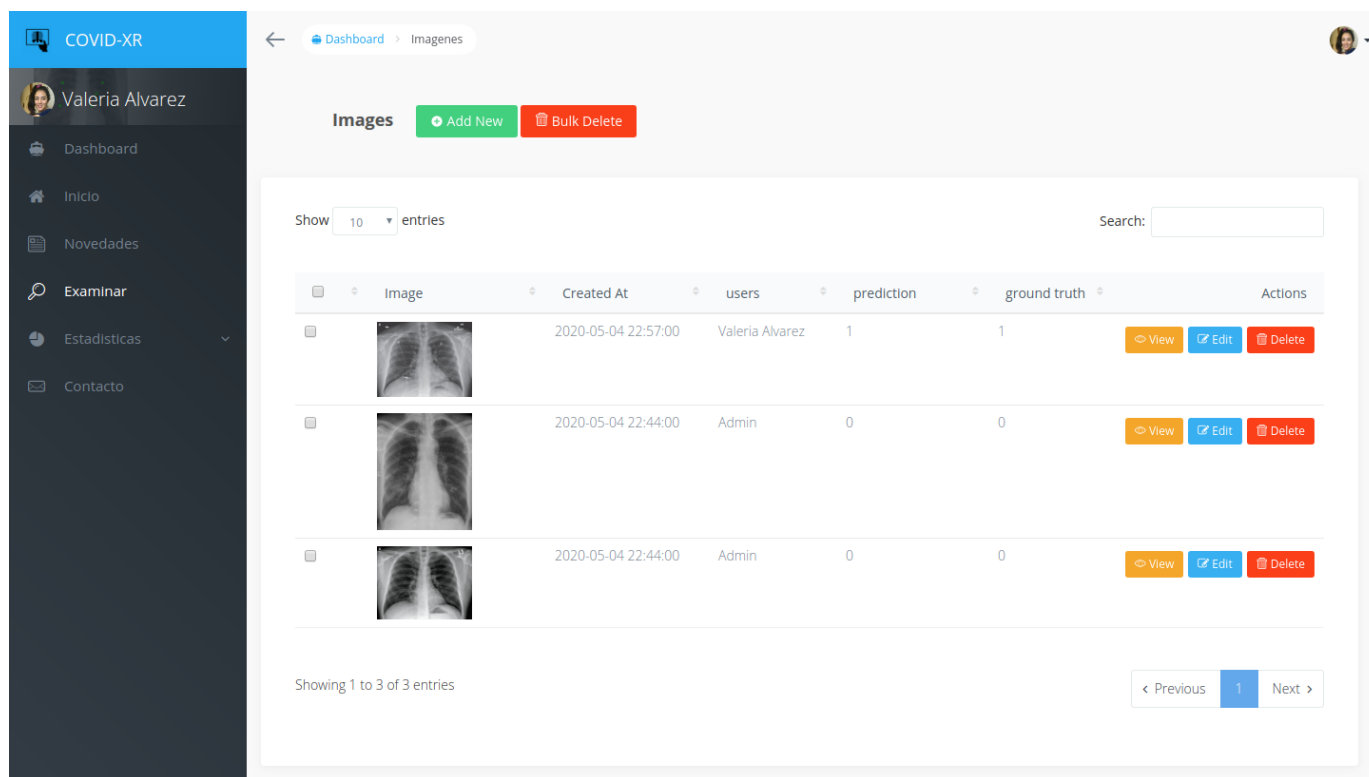 COVID-XR
Dashboard > Imagenes
Valeria Alvarez
Images Add New Bulk Delete
Dashboard
Inicio
Novedades
Examinar
Estadisticas
Contacto
Show 10 entries Search:
Image Created At users prediction ground truth Actions
2020-05-04 22:57:00 Valeria Alvarez 1 1 View Edit Delete
2020-05-04 22:44:00 Admin 0 0 View Edit Delete
2020-05-04 22:44:00 Admin 0 0 View Edit Delete
Showing 1 to 3 of 3 entries ‹ Previous 1 Next ›